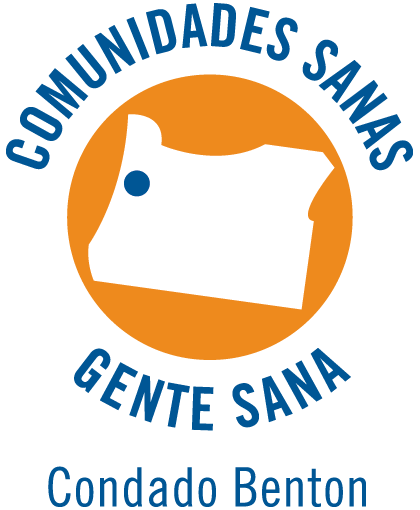 COMUNIDADES SANAS
GENTE SANA
Condado Benton